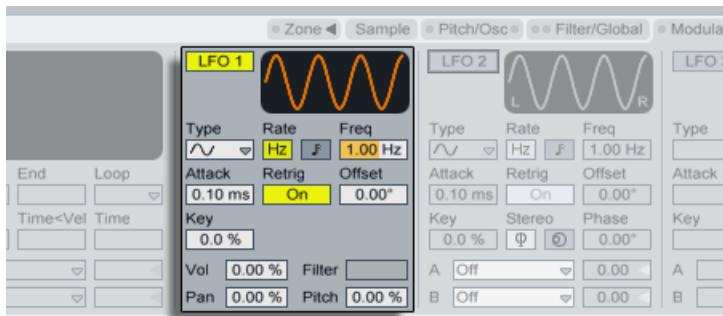 Zone Sample Pitch/Osc Filter/Global Modula
LFO 1 LFO 2 L R LFO
Type Rate Freq Type Rate Freq Type
Hz 1.00 Hz Hz 1.00 Hz
End Loop Attack Retrig Offset Attack Retrig Offset Attack
0.10 ms On 0.00° 0.10 ms On 0.00°
Time<Vel Time Key Key Stereo Phase Key
0.0 % 0.0 % Φ 0.00°
Vol 0.00 % Filter A Off 0.00 A
Pan 0.00 % Pitch 0.00 % B Off 0.00 B